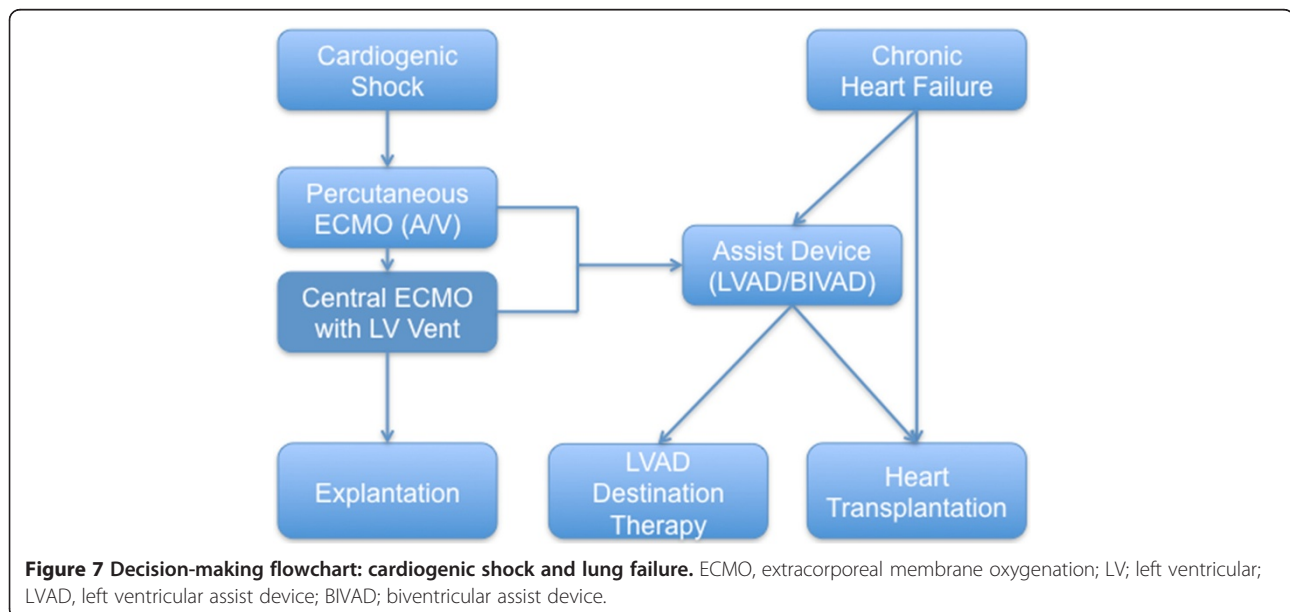 Cardiogenic
Shock
Chronic
Heart Failure
Percutaneous
ECMO (A/V)
Assist Device
(LVAD/BIVAD)
Central ECMO
with LV Vent
Explantation
LVAD
Destination
Therapy
Heart
Transplantation
Figure 7 Decision-making flowchart: cardiogenic shock and lung failure. ECMO, extracorporeal membrane oxygenation; LV; left ventricular;
LVAD, left ventricular assist device; BIVAD; biventricular assist device.